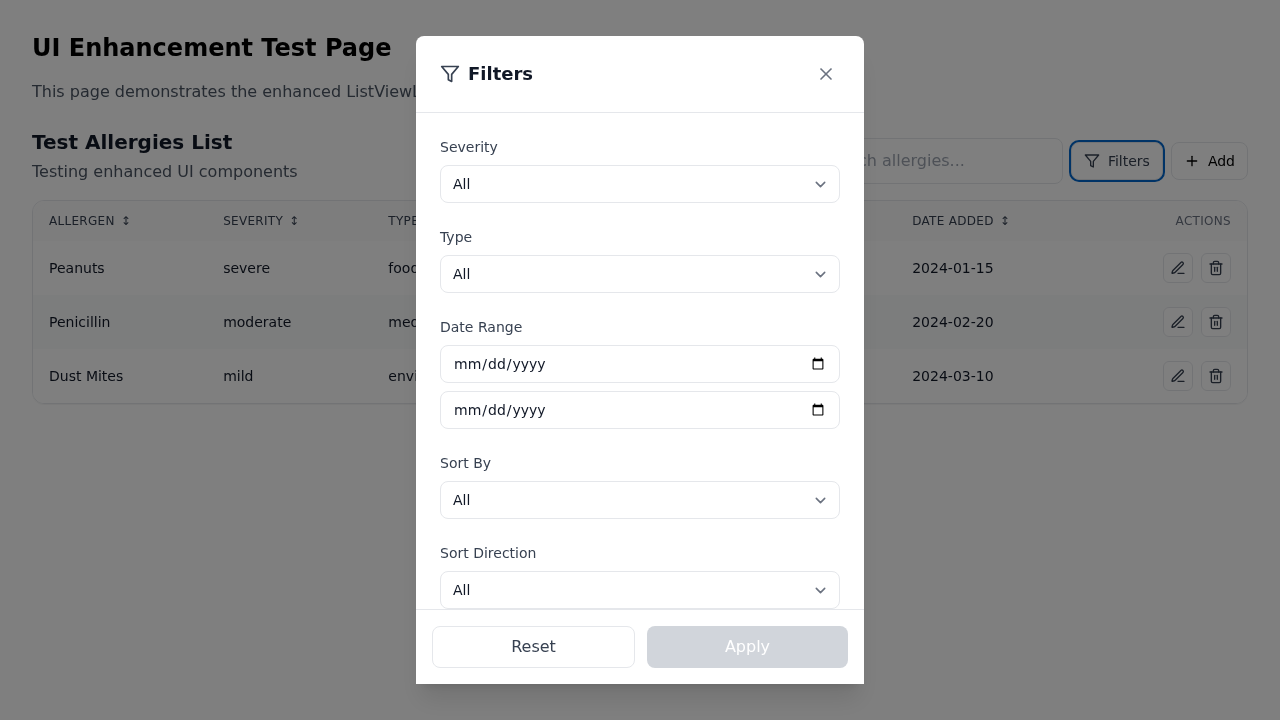 UI Enhancement Test Page
This page demonstrates the enhanced ListViewL
Test Allergies List
Testing enhanced UI components
allergies...
Filters
Add
ALLERGEN ↕ SEVERITY ↕ TYPE DATE ADDED ↕ ACTIONS
Peanuts severe 2024-01-15
Penicillin moderate 2024-02-20
Dust Mites mild 2024-03-10
Filters
Severity
All
Type
All
Date Range
mm/dd/yyyy
mm/dd/yyyy
Sort By
All
Sort Direction
All
Reset
Apply